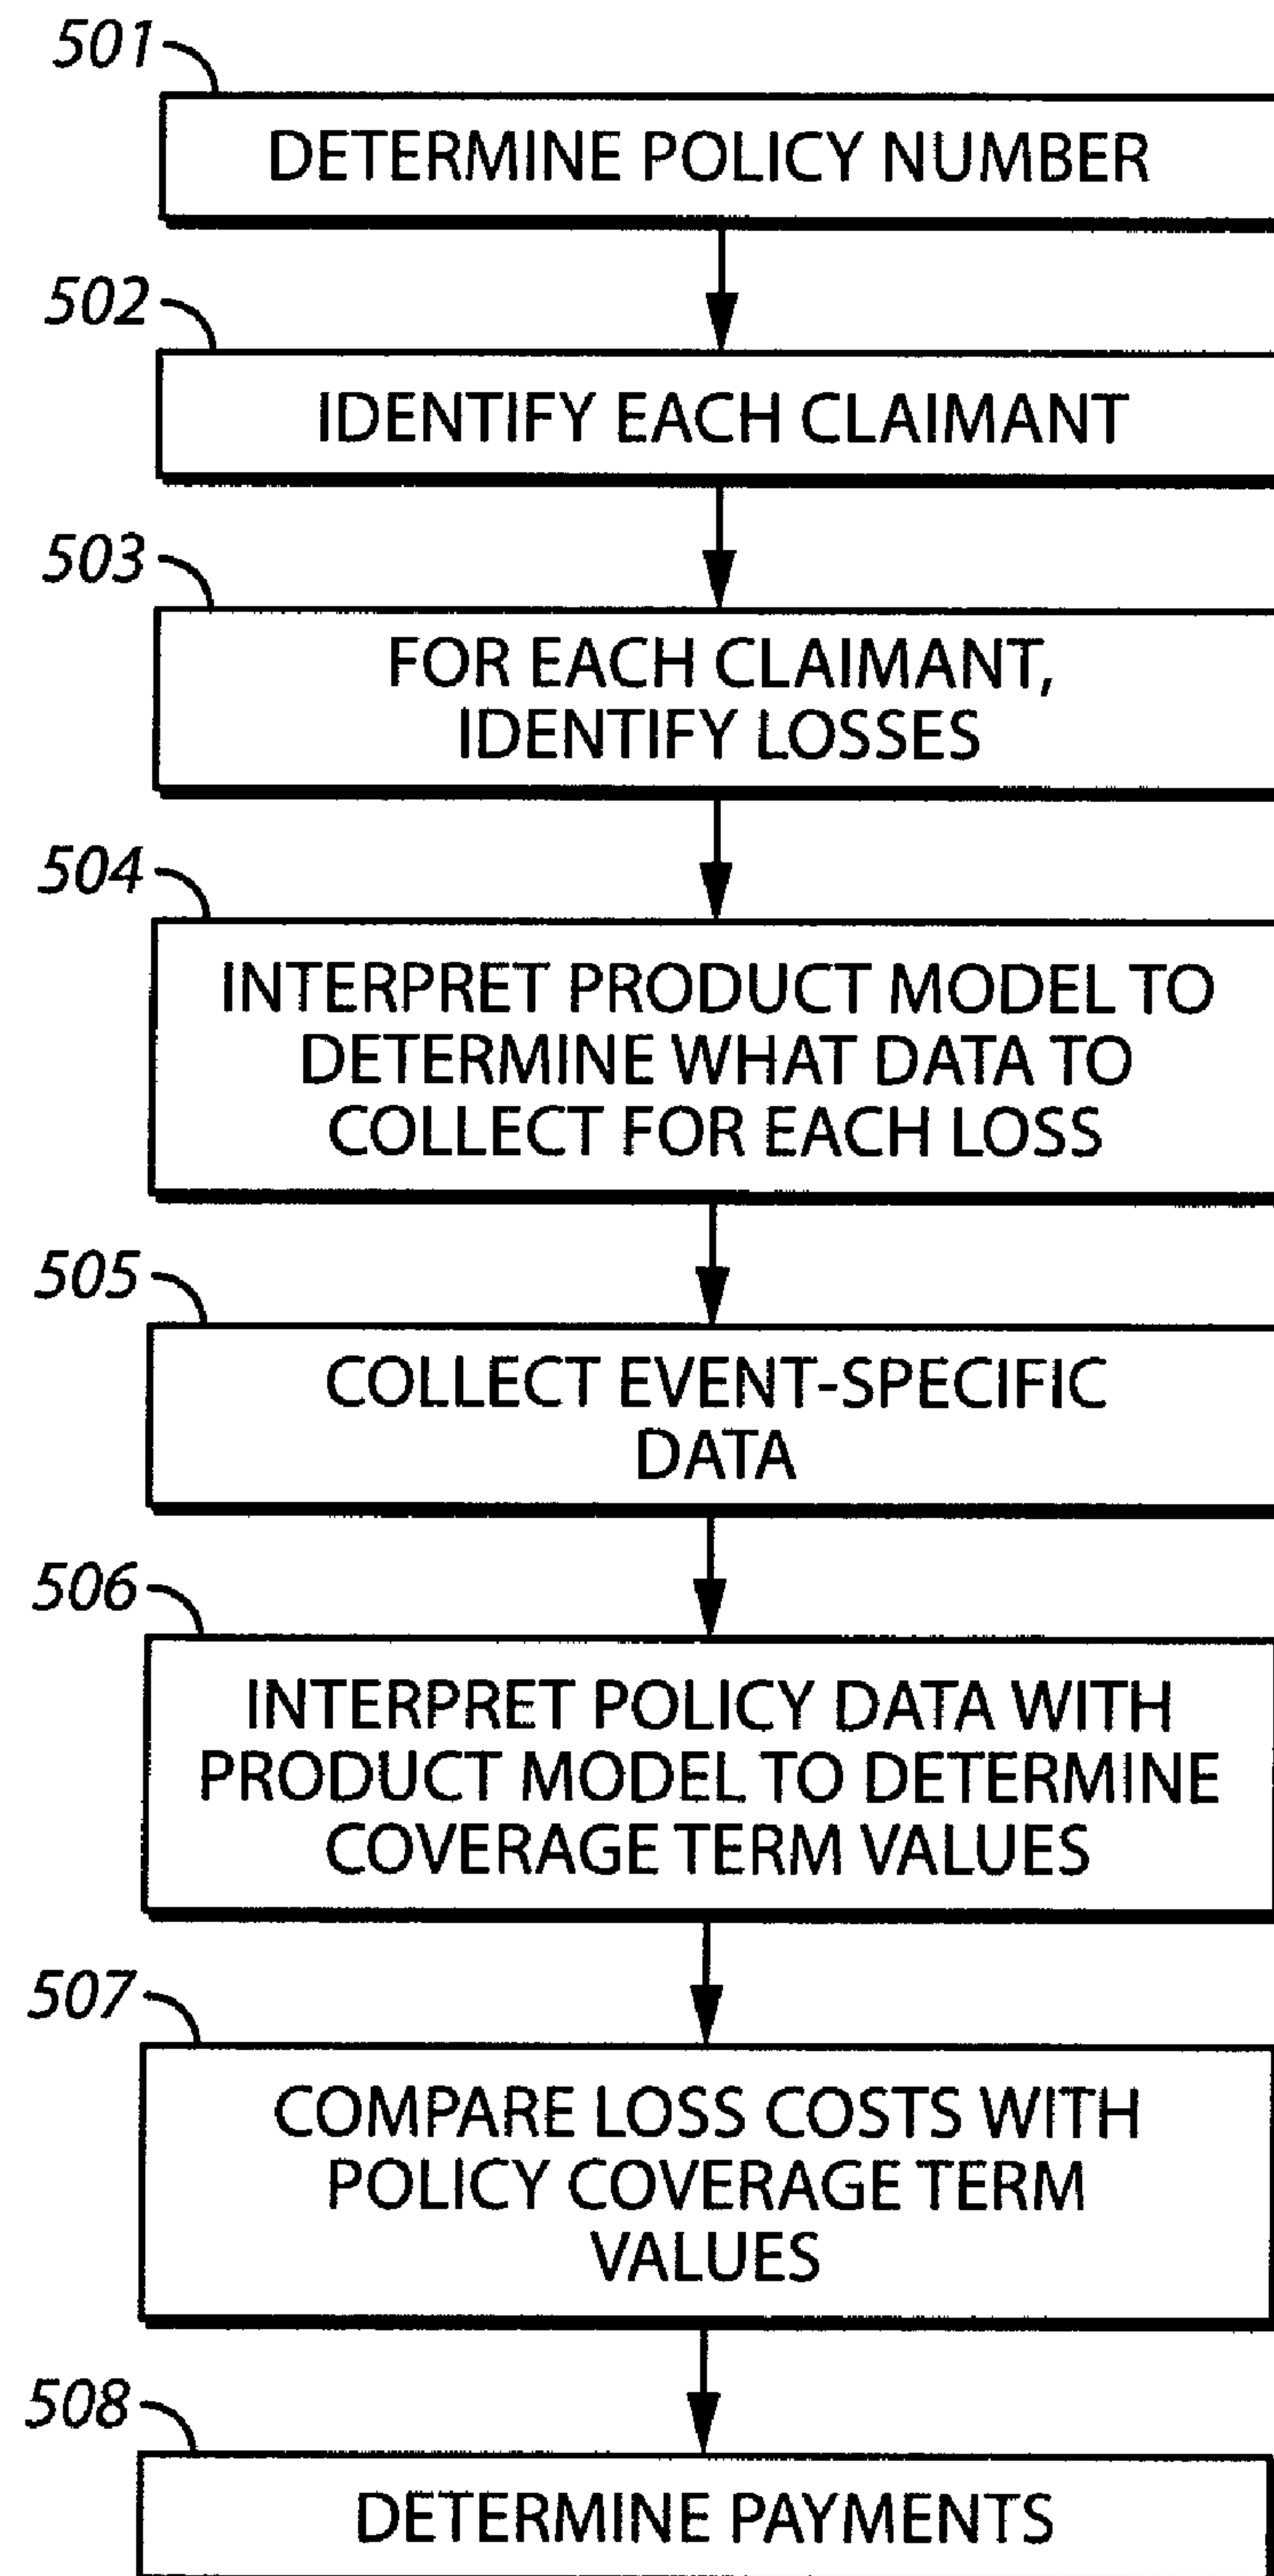 501
DETERMINE POLICY NUMBER
502
IDENTIFY EACH CLAIMANT
503
FOR EACH CLAIMANT,
IDENTIFY LOSSES
504
INTERPRET PRODUCT MODEL TO
DETERMINE WHAT DATA TO
COLLECT FOR EACH LOSS
505
COLLECT EVENT-SPECIFIC
DATA
506
INTERPRET POLICY DATA WITH
PRODUCT MODEL TO DETERMINE
COVERAGE TERM VALUES
507
COMPARE LOSS COSTS WITH
POLICY COVERAGE TERM
VALUES
508
DETERMINE PAYMENTS